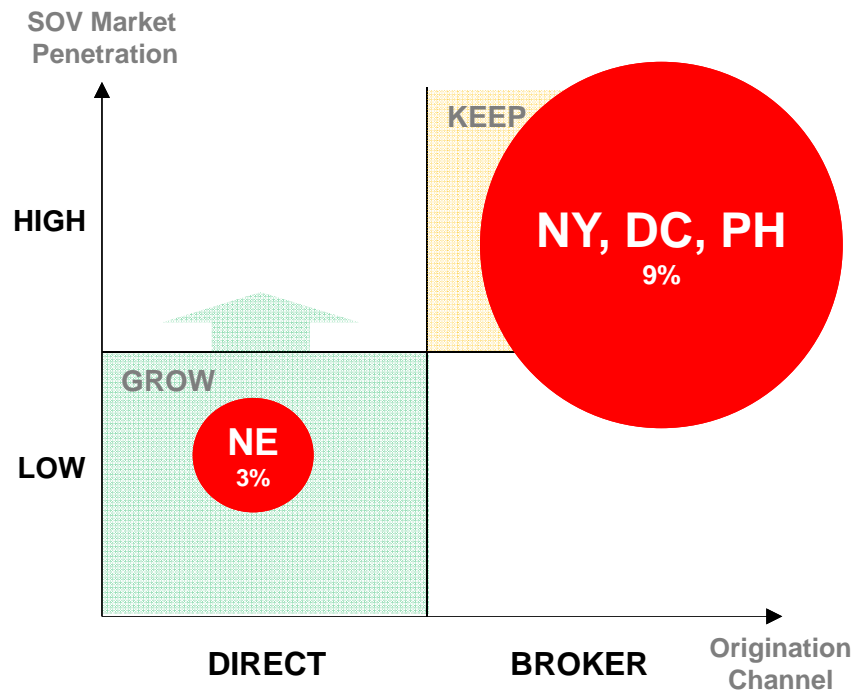 SOV Market
Penetration
KEEP
HIGH
NY, DC, PH
9%
GROW
NE
LOW
3%
DIRECT
BROKER
Origination
Channel